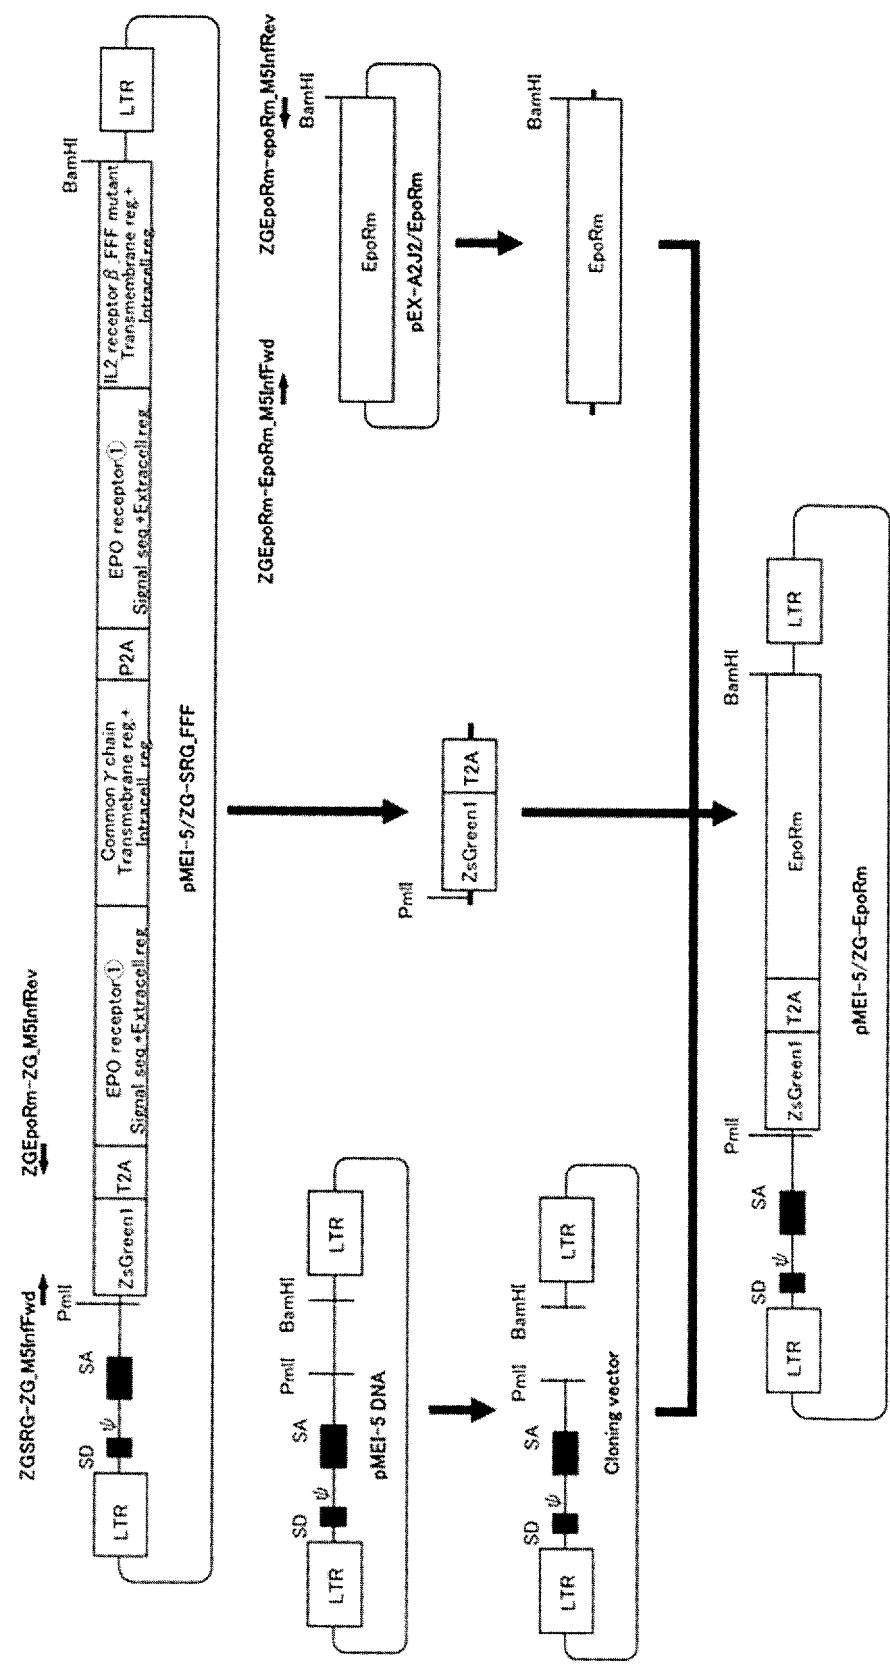 ZGSRG-ZG_M5InfFwd
ZGEpoRm-ZG_M5InfRev
LTR
SD
ψ
SA
PmlI
ZsGreen1
T2A
EPO receptor①
Signal seq.+Extracell.reg.
Common γ chain
Transmebrane reg.+
Intracell. reg.
P2A
EPO receptor①
Signal seq.+Extracell.reg.
IL2 receptor β_FFF mutant
Transmembrane reg.+
Intracell.reg.
BamHI
LTR
pMEI-5/ZG-SRG_FFF
LTR
SD
ψ
SA
PmlI
BamHI
LTR
pMEI-5 DNA
ZGEpoRm-EpoRm_M5InfFwd
ZGEpoRm-epoRm_M5InfRev
BamHI
EpoRm
pEX-A2J2/EpoRm
LTR
SD
ψ
SA
PmlI
BamHI
LTR
Cloning vector
PmlI
ZsGreen1
T2A
BamHI
EpoRm
LTR
SD
ψ
SA
PmlI
ZsGreen1
T2A
EpoRm
BamHI
LTR
pMEI-5/ZG-EpoRm